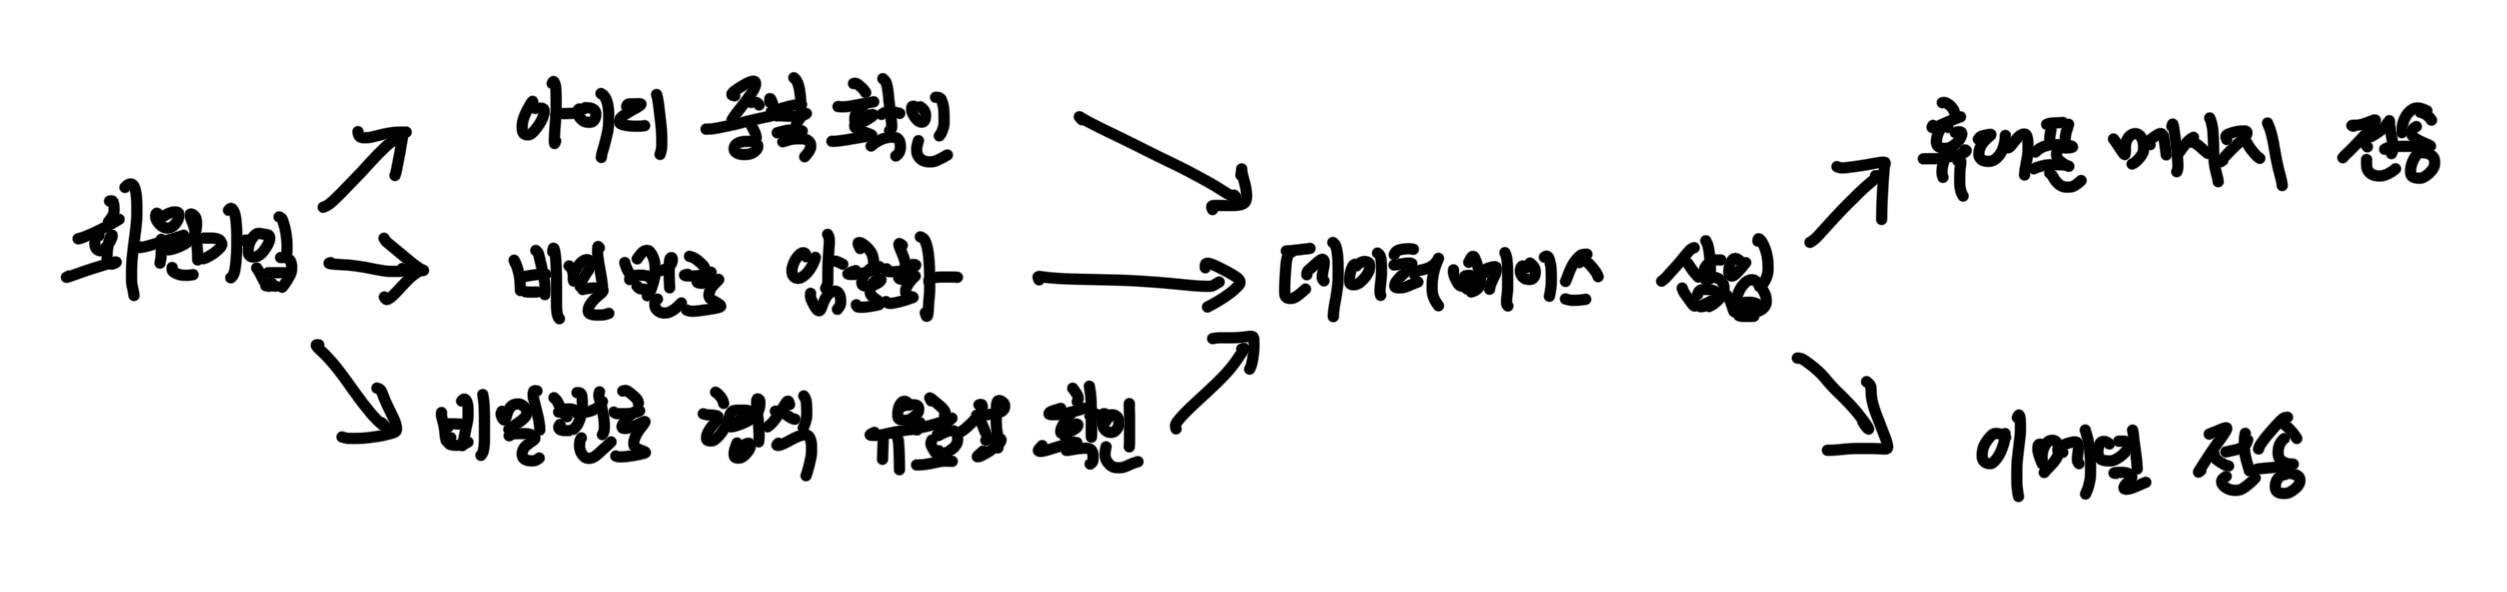 회원가입
아이디 중복 확인
비밀번호 암호화
비밀번호 형식 유효성 확인
데이터베이스 삽입
휴대폰 메시지 전송
이메일 전송